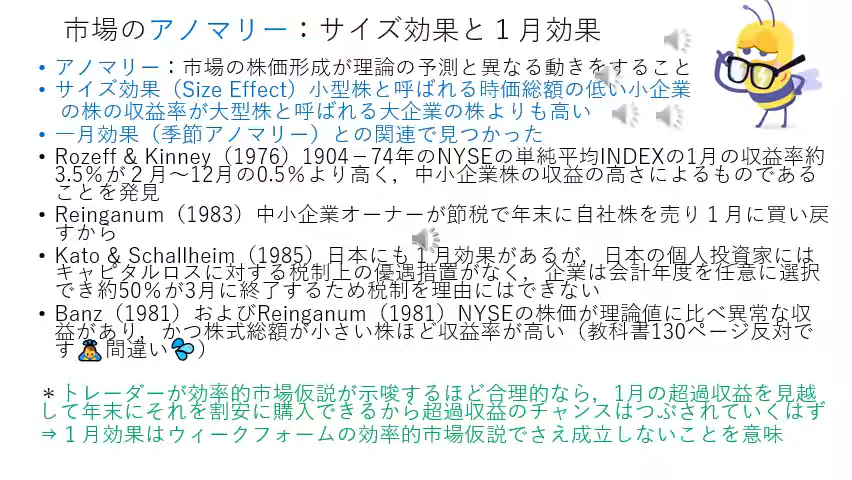 市場のアノマリー：サイズ効果と１月効果
• アノマリー：市場の株価形成が理論の予測と異なる動きをすること
• サイズ効果（Size Effect）小型株と呼ばれる時価総額の低い小企業
の株の収益率が大型株と呼ばれる大企業の株よりも高い
• 一月効果（季節アノマリー）との関連で見つかった
• Rozeff & Kinney（1976）1904－74年のNYSEの単純平均INDEXの1月の収益率約
3.5％が２月～12月の0.5％より高く，中小企業株の収益の高さによるものである
ことを発見
• Reinganum（1983）中小企業オーナーが節税で年末に自社株を売り１月に買い戻
すから
• Kato & Schallheim（1985）日本にも１月効果があるが，日本の個人投資家には
キャピタルロスに対する税制上の優遇措置がなく，企業は会計年度を任意に選択
でき約50％が3月に終了するため税制を理由にはできない
• Banz（1981）およびReinganum（1981）NYSEの株価が理論値に比べ異常な収
益があり，かつ株式総額が小さい株ほど収益率が高い（教科書130ページ反対で
す🙇間違い💦）
＊トレーダーが効率的市場仮説が示唆するほど合理的なら，1月の超過収益を見越
して年末にそれを割安に購入できるから超過収益のチャンスはつぶされていくはず
⇒１月効果はウィークフォームの効率的市場仮説でさえ成立しないことを意味